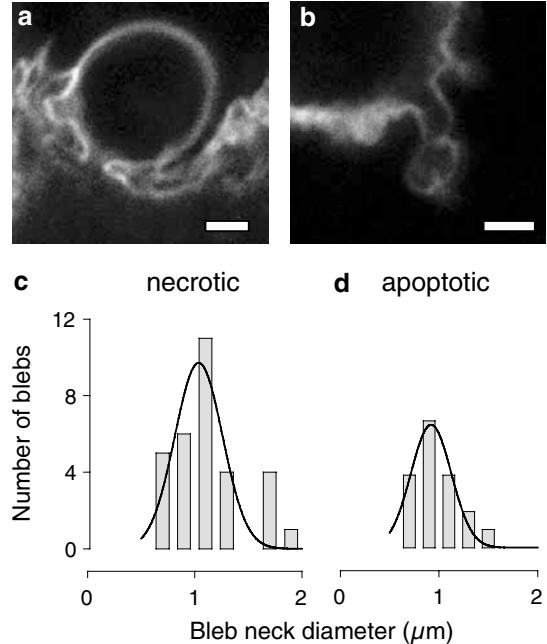 a b
c necrotic d apoptotic
12
8
4
0
Number of blebs
0 1 2 0 1 2
Bleb neck diameter (µm)